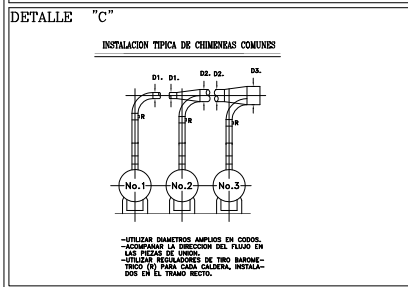 DETALLE "C"
INSTALACION TIPICA DE CHIMENEAS COMUNES
D1. D1. D2. D2. D3.
R R R
No.1 No.2 No.3
-UTILIZAR DIAMETROS AMPLIOS EN CODOS.
-ACOMPANAR LA DIRECCION DEL FLUJO EN
LAS PIEZAS DE UNION.
-UTILIZAR REGULADORES DE TIRO BAROME-
TRICO (R) PARA CADA CALDERA, INSTALA-
DOS EN EL TRAMO RECTO.